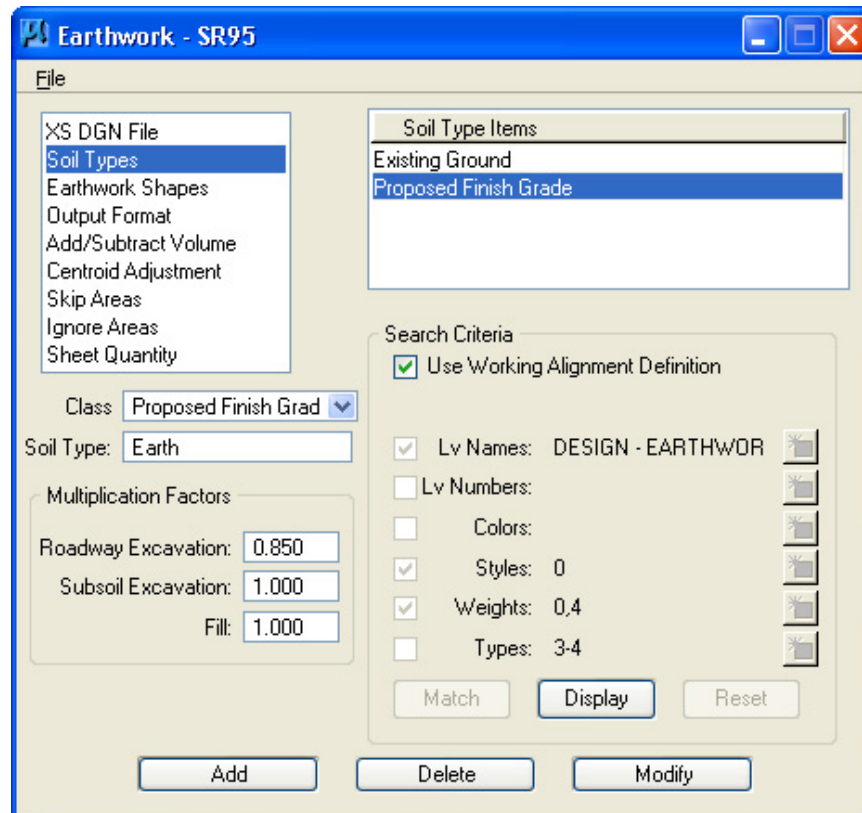 Earthwork - SR95
File
XS DGN File
Soil Types
Earthwork Shapes
Output Format
Add/Subtract Volume
Centroid Adjustment
Skip Areas
Ignore Areas
Sheet Quantity
Soil Type Items
Existing Ground
Proposed Finish Grade
Class Proposed Finish Grad
Soil Type: Earth
Multiplication Factors
Roadway Excavation: 0.850
Subsoil Excavation: 1.000
Fill: 1.000
Search Criteria
Use Working Alignment Definition
Lv Names: DESIGN - EARTHWOR
Lv Numbers:
Colors:
Styles: 0
Weights: 0,4
Types: 3-4
Match Display Reset
Add Delete Modify